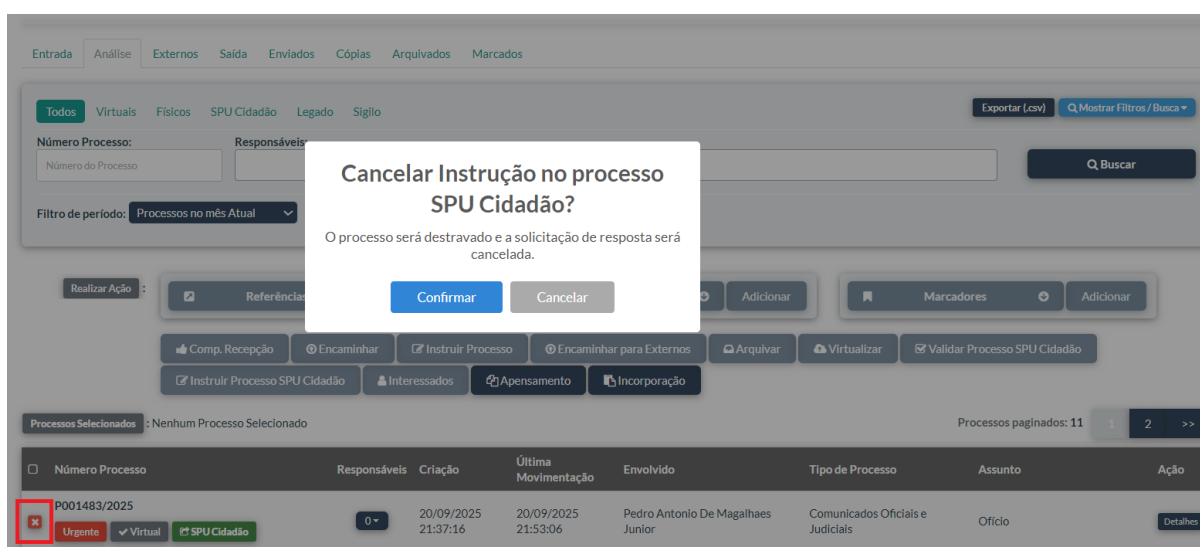 Entrada Análise Externos Saída Enviados Cópias Arquivados Marcados
Todos Virtuais Físicos SPU Cidadão Legado Sigilo Exportar (.csv) Mostrar Filtros / Busca
Número Processo: Responsáveis:
Número do Processo Buscar
Filtro de período: Processos no mês Atual
Cancelar Instrução no processo
SPU Cidadão?
O processo será destravado e a solicitação de resposta será
cancelada.
Confirmar Cancelar
Realizar Ação : Referências Adicionar Marcadores Adicionar
Comp. Recepção Encaminhar Instruir Processo Encaminhar para Externos Arquivar Virtualizar Validar Processo SPU Cidadão
Instruir Processo SPU Cidadão Interessados Apensamento Incorporação
Processos Selecionados : Nenhum Processo Selecionado Processos paginados: 11 1 2 >>
Número Processo Responsáveis Criação Última Movimentação Envolvido Tipo de Processo Assunto Ação
P001483/2025
Urgente Virtual SPU Cidadão 0 20/09/2025 21:37:16 20/09/2025 21:53:06 Pedro Antonio De Magalhaes Junior Comunicados Oficiais e Judiciais Ofício Detalhes